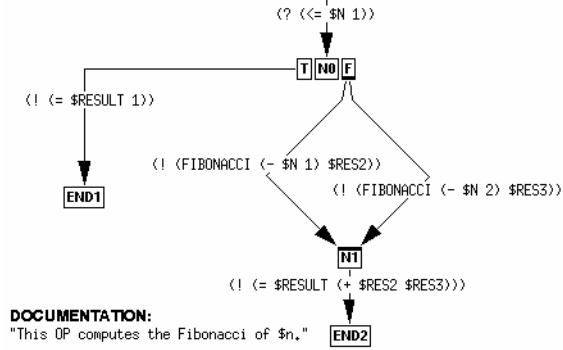 (? (<= $N 1))
T N0 F
(! (= $RESULT 1))
(! (FIBONACCI (- $N 1) $RES2))
(! (FIBONACCI (- $N 2) $RES3))
END1
N1
(! (= $RESULT (+ $RES2 $RES3)))
DOCUMENTATION:
"This OP computes the Fibonacci of $n."
END2